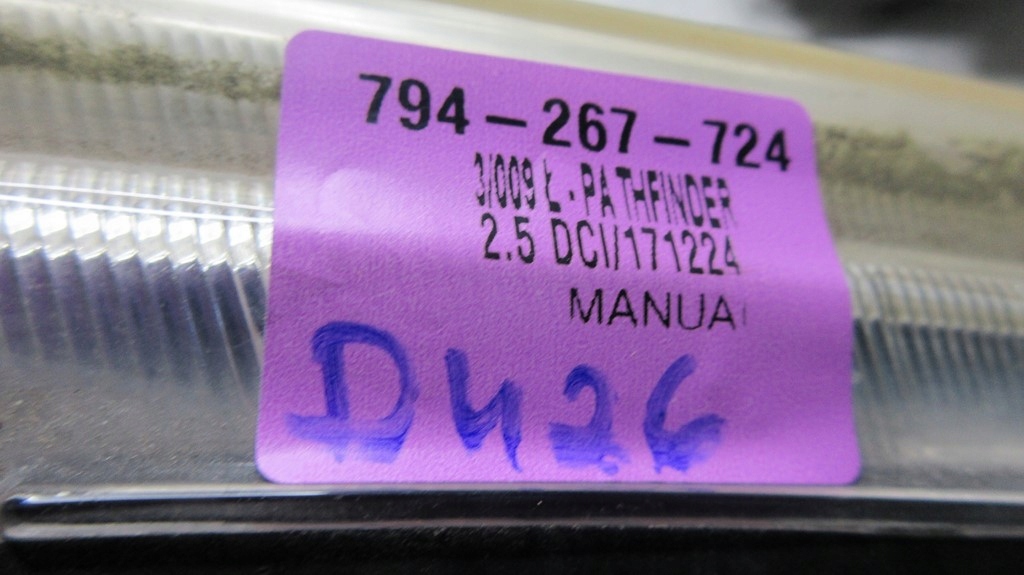 794-267-724
3/009 Ł.PATHFINDER
2.5 DCI/171224
MANUA
D426